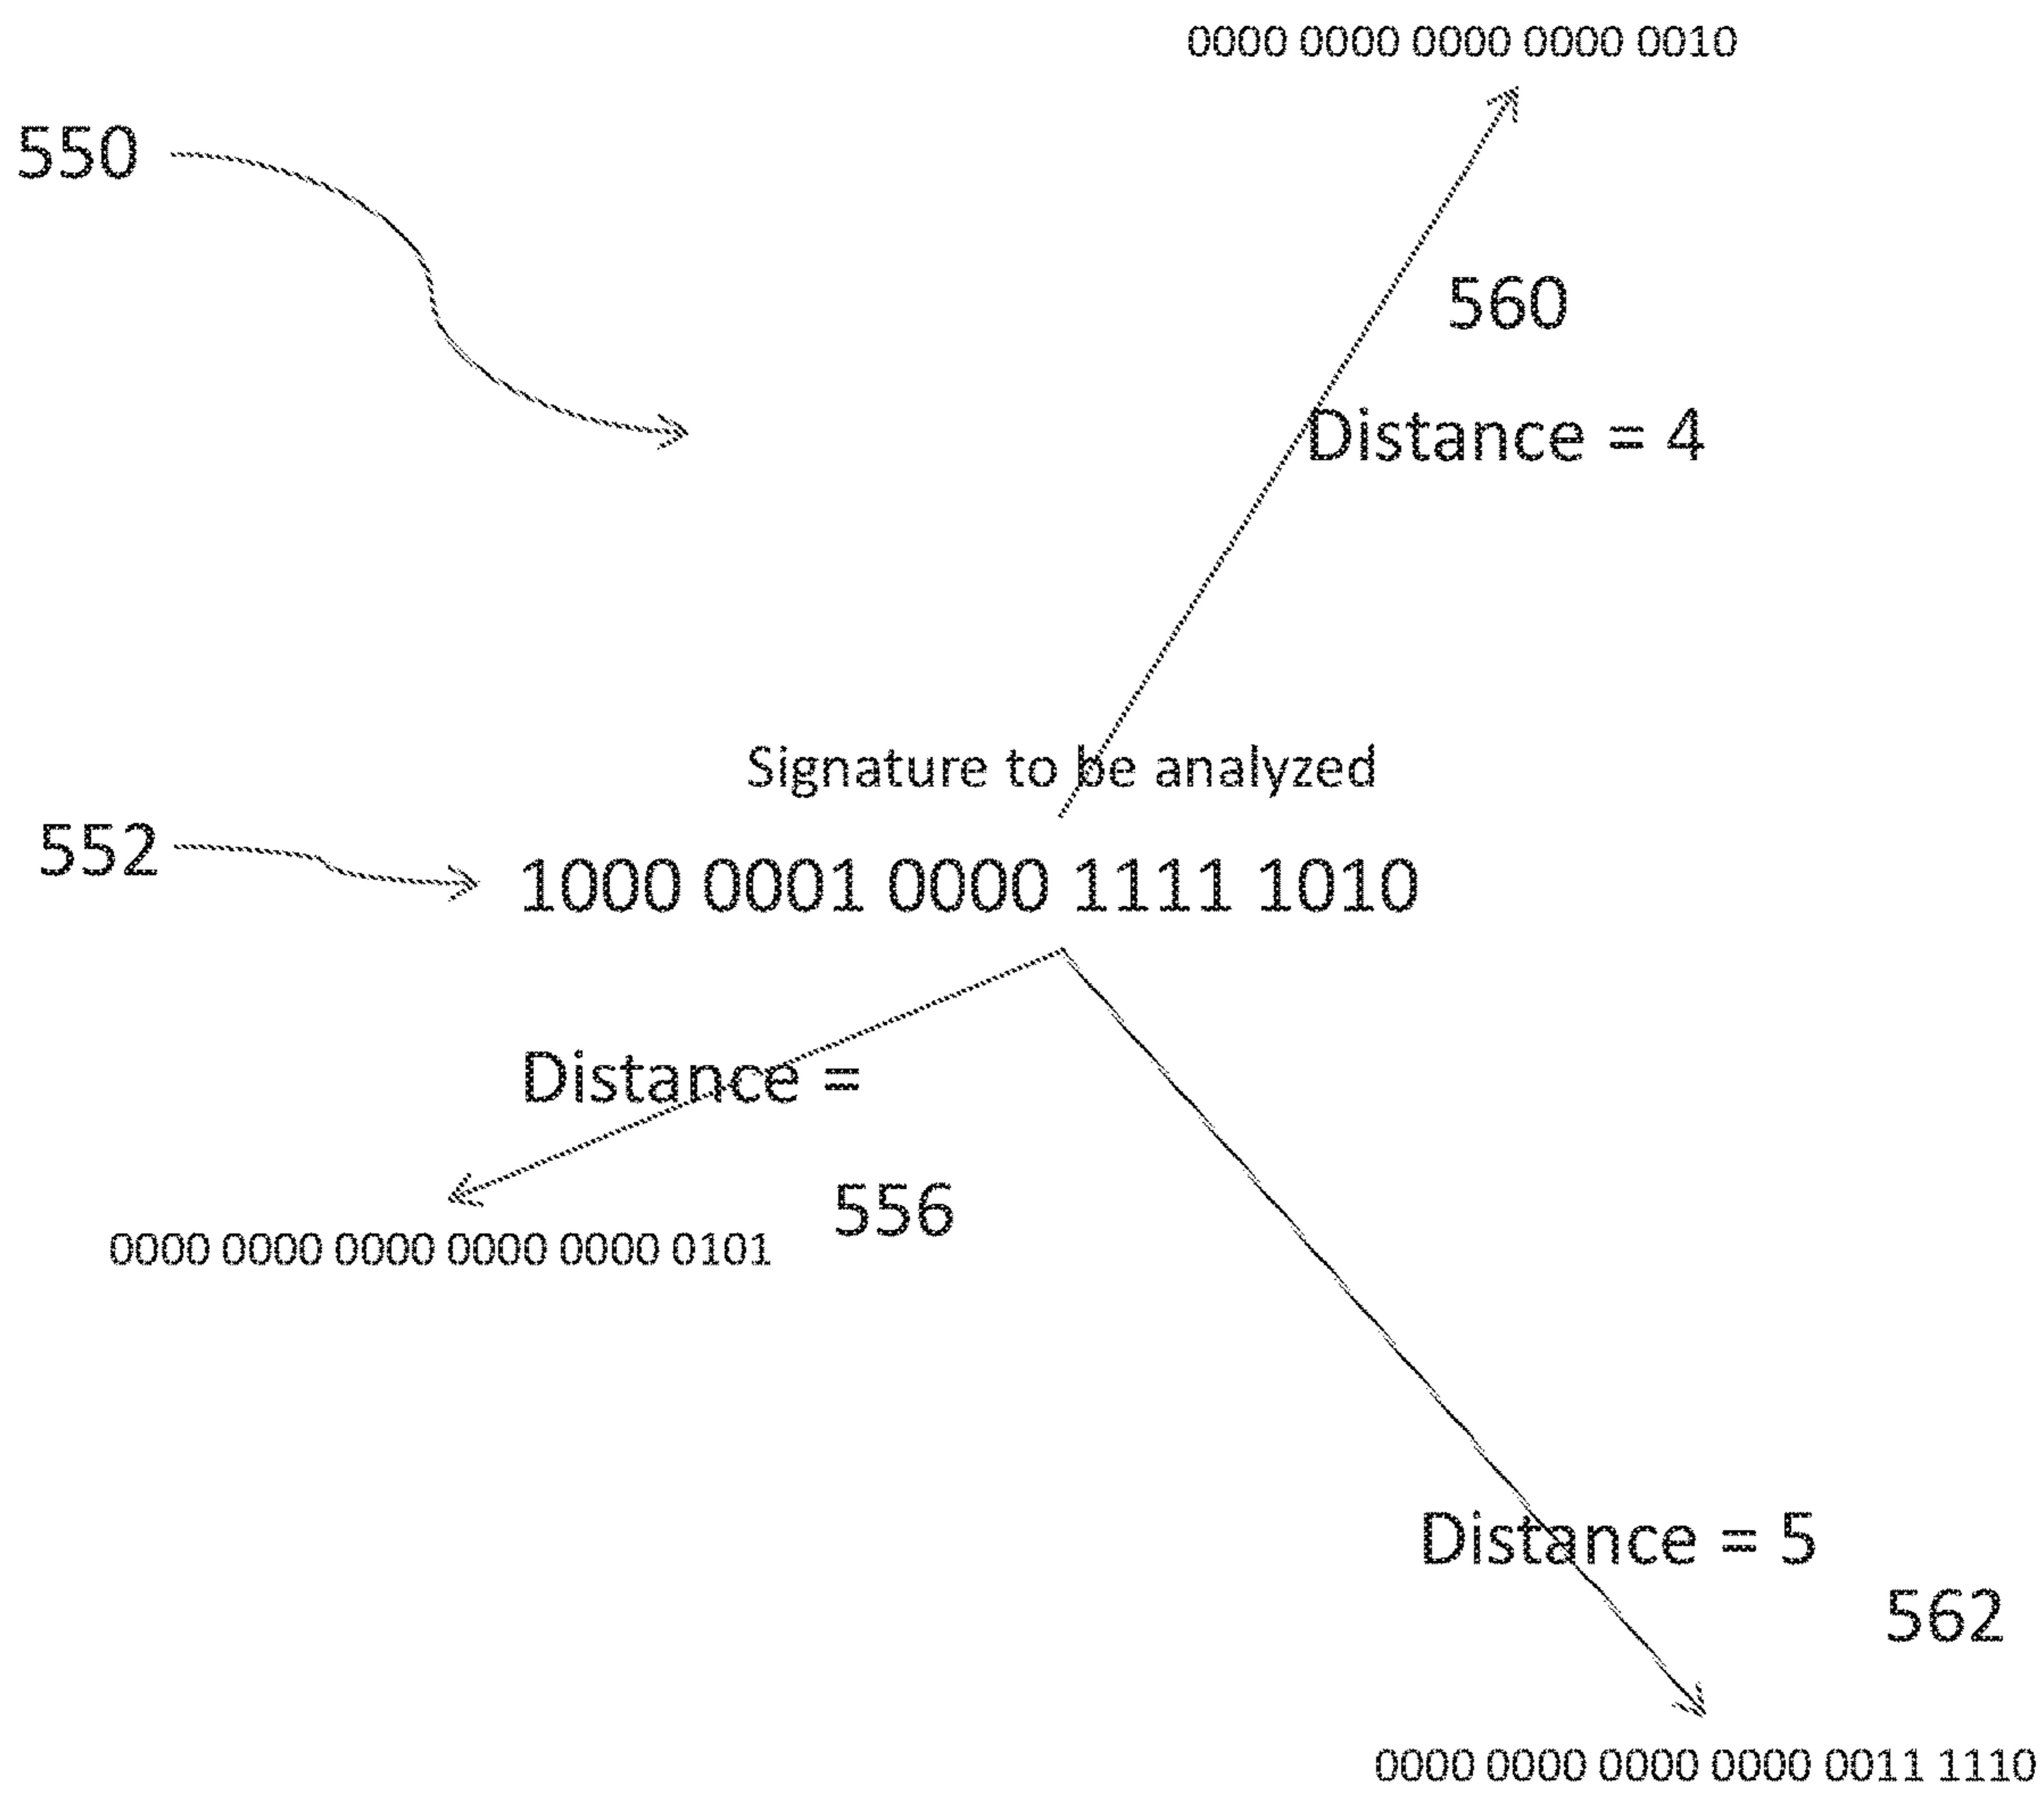 0000 0000 0000 0000 0010
550
560
Distance = 4
Signature to be analyzed
552
1000 0001 0000 1111 1010
Distance =
556
0000 0000 0000 0000 0000 0101
Distance = 5
562
0000 0000 0000 0000 0011 1110